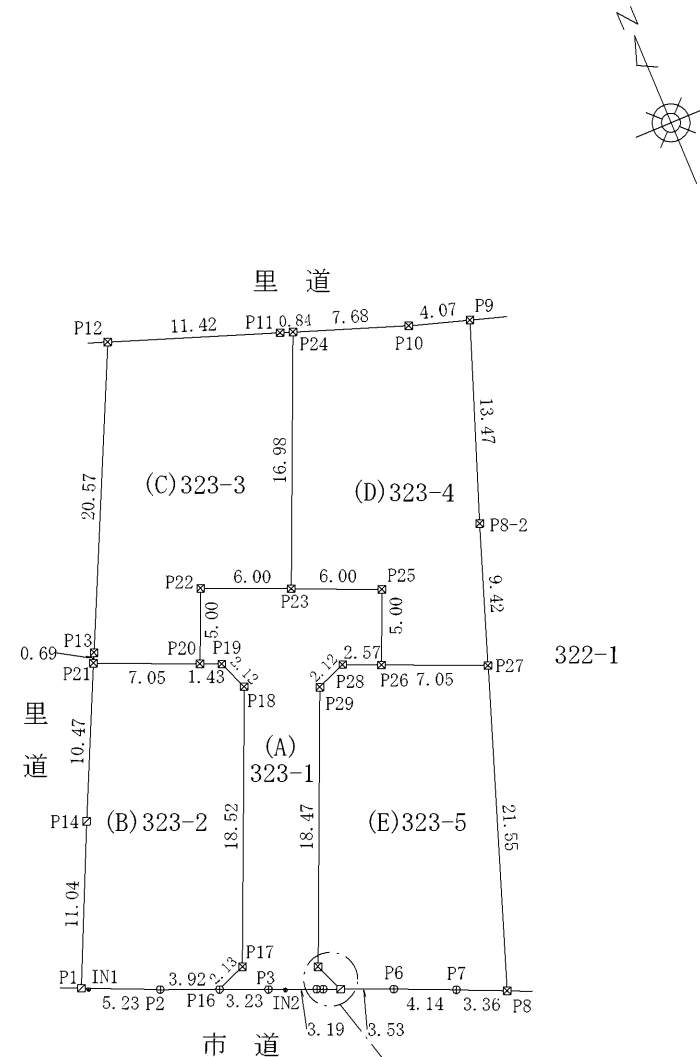 N
里 道
P12
11.42
P11
0.84
P24
7.68
P10
4.07
P9
13.47
20.57
16.98
(C)323-3
(D)323-4
P8-2
9.42
P22
6.00
P23
6.00
P25
5.00
5.00
P13
0.69
P21
7.05
P20
1.43
P19
2.12
P18
2.12
P29
2.57
P28
P26
7.05
P27
322-1
里
道
10.47
(A)
323-1
P14
(B)323-2
18.52
18.47
(E)323-5
21.55
11.04
P17
2.13
P1
IN1
5.23
P2
3.92
P16
3.23
P3
IN2
3.19
3.53
P6
4.14
P7
3.36
P8
市 道